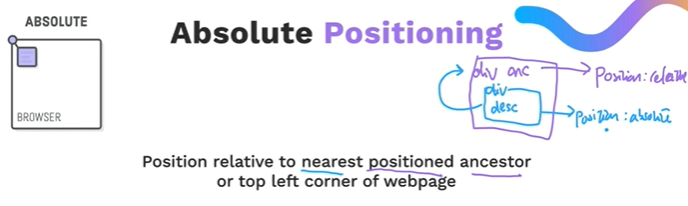 ABSOLUTE
Absolute Positioning
BROWSER
div anc
Position: relative
div
desc
Position: absolute
Position relative to nearest positioned ancestor
or top left corner of webpage